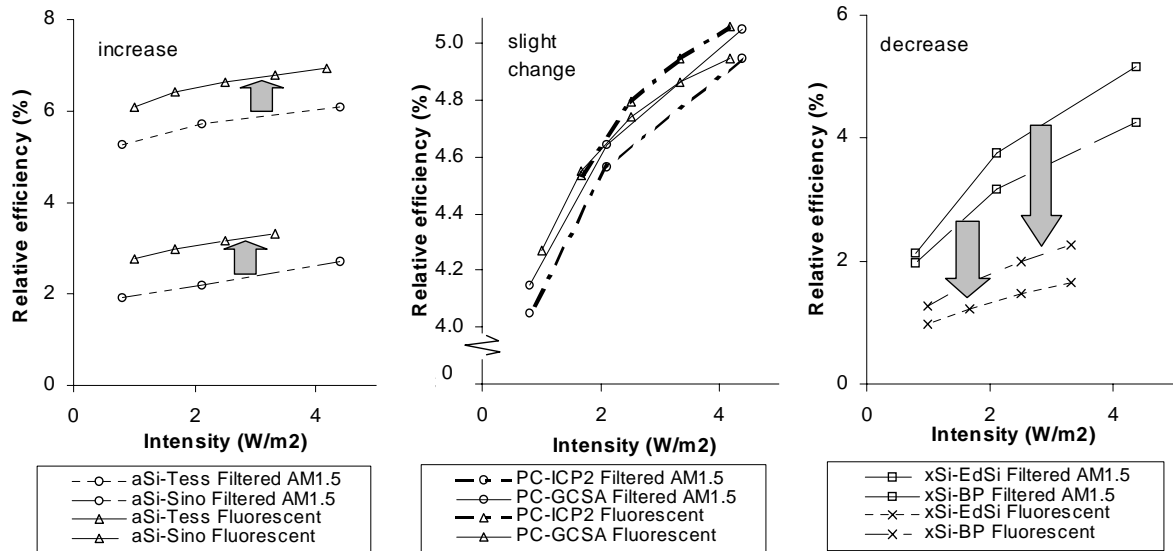 increase
Relative efficiency (%)
8
6
4
2
0
0
2
4
Intensity (W/m2)
aSi-Tess Filtered AM1.5
aSi-Sino Filtered AM1.5
aSi-Tess Fluorescent
aSi-Sino Fluorescent
slight
change
Relative efficiency (%)
5.0
4.8
4.6
4.4
4.2
4.0
0
0
2
4
Intensity (W/m2)
PC-ICP2 Filtered AM1.5
PC-GCSA Filtered AM1.5
PC-ICP2 Fluorescent
PC-GCSA Fluorescent
decrease
Relative efficiency (%)
6
4
2
0
0
2
4
Intensity (W/m2)
xSi-EdSi Filtered AM1.5
xSi-BP Filtered AM1.5
xSi-EdSi Fluorescent
xSi-BP Fluorescent